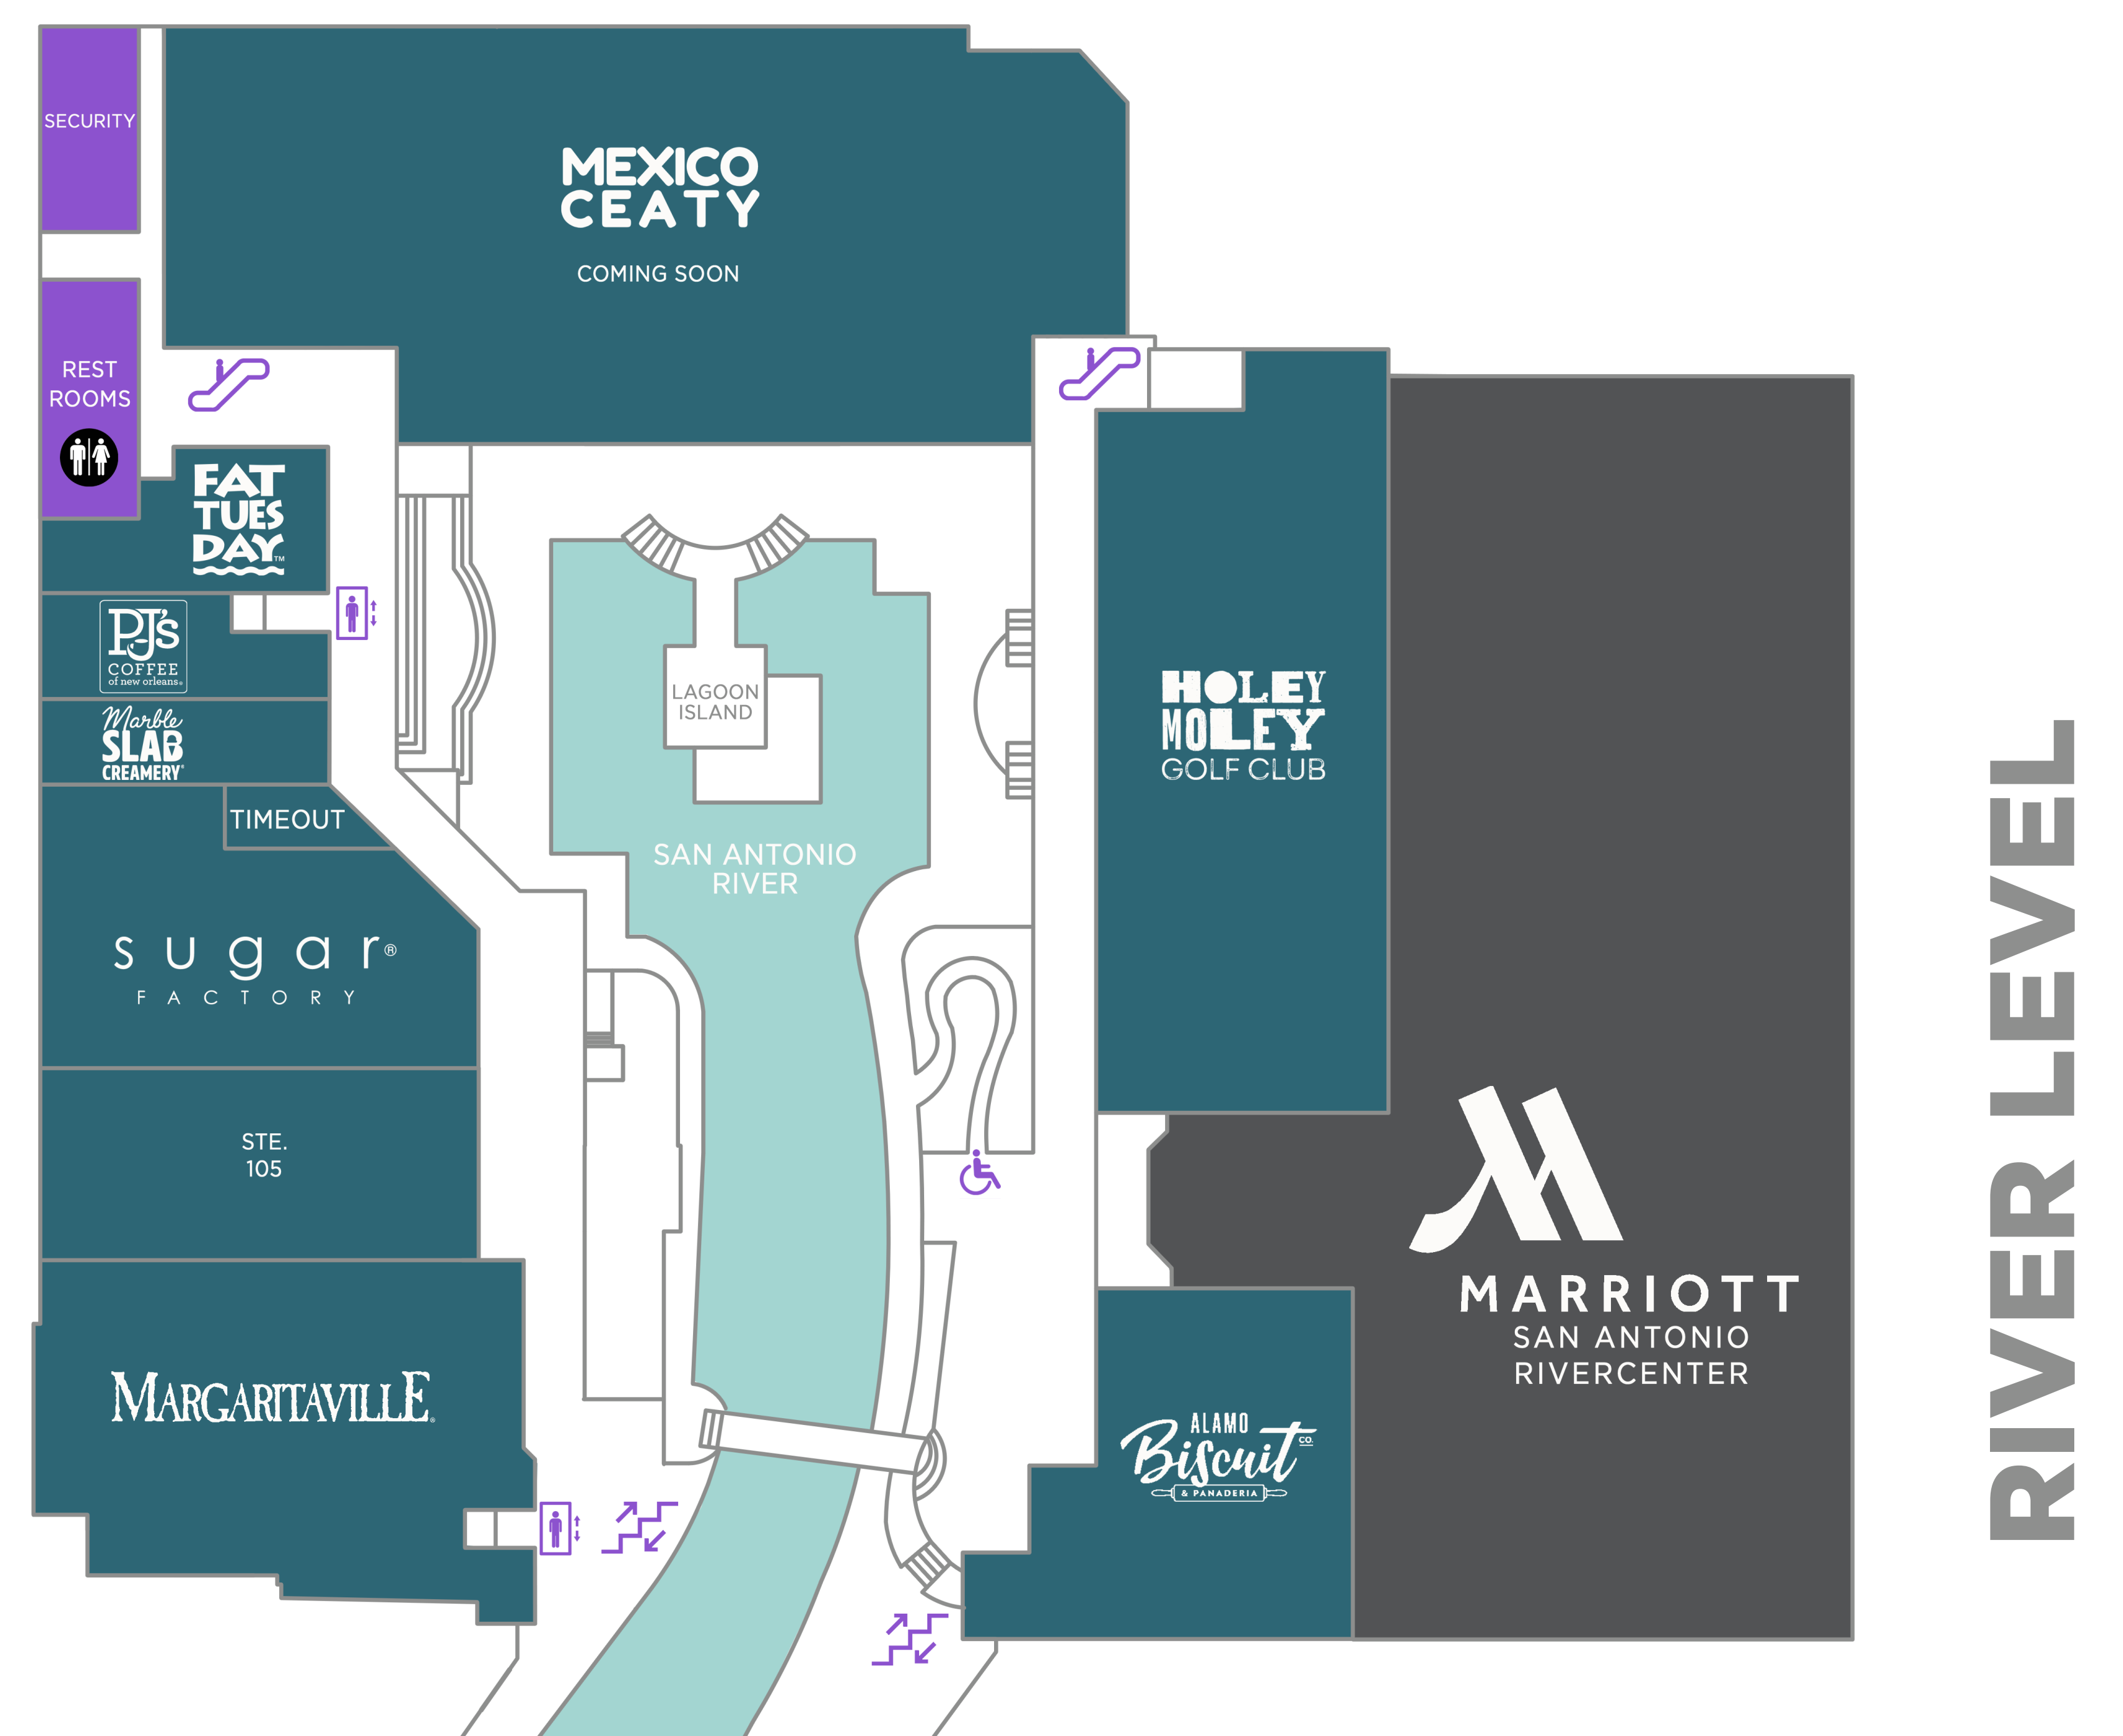 SECURITY
MEXICO
CEATY
COMING SOON
REST
ROOMS
FAT
TUES
DAY™
PJ's
COFFEE
of new orleans®
Marble
SLAB
CREAMERY®
TIMEOUT
LAGOON
ISLAND
SAN ANTONIO
RIVER
HOLEY
MOLEY
GOLF CLUB
sugar®
FACTORY
STE.
105
MARGARITAVILLE®
MARRIOTT
SAN ANTONIO
RIVERCENTER
ALAMO
Biscuit CO.
& PANADERIA
RIVER LEVEL